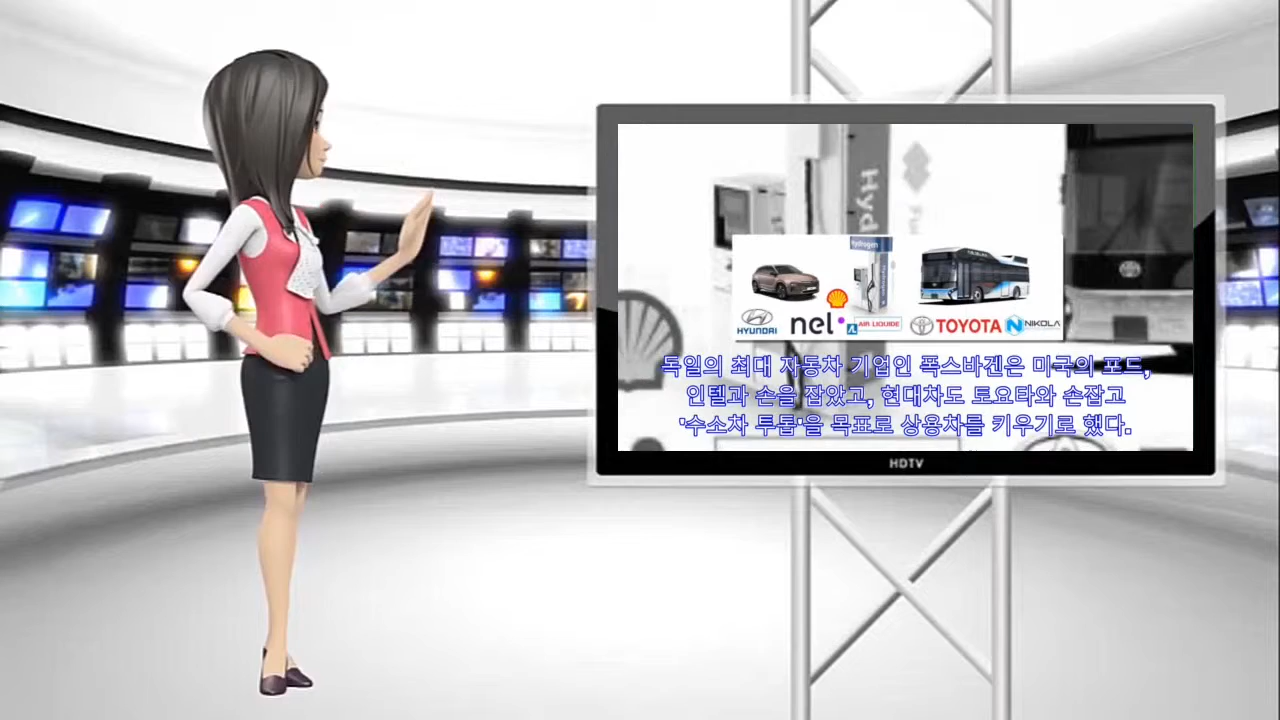 Hyd
hydrogen
HYUNDAI
nel
AIR LIQUIDE
TOYOTA
NIKOLA
독일의 최대 자동차 기업인 폭스바겐은 미국의 포드,
인텔과 손을 잡았고, 현대차도 토요타와 손잡고
'수소차 투톱'을 목표로 상용차를 키우기로 했다.
HDTV